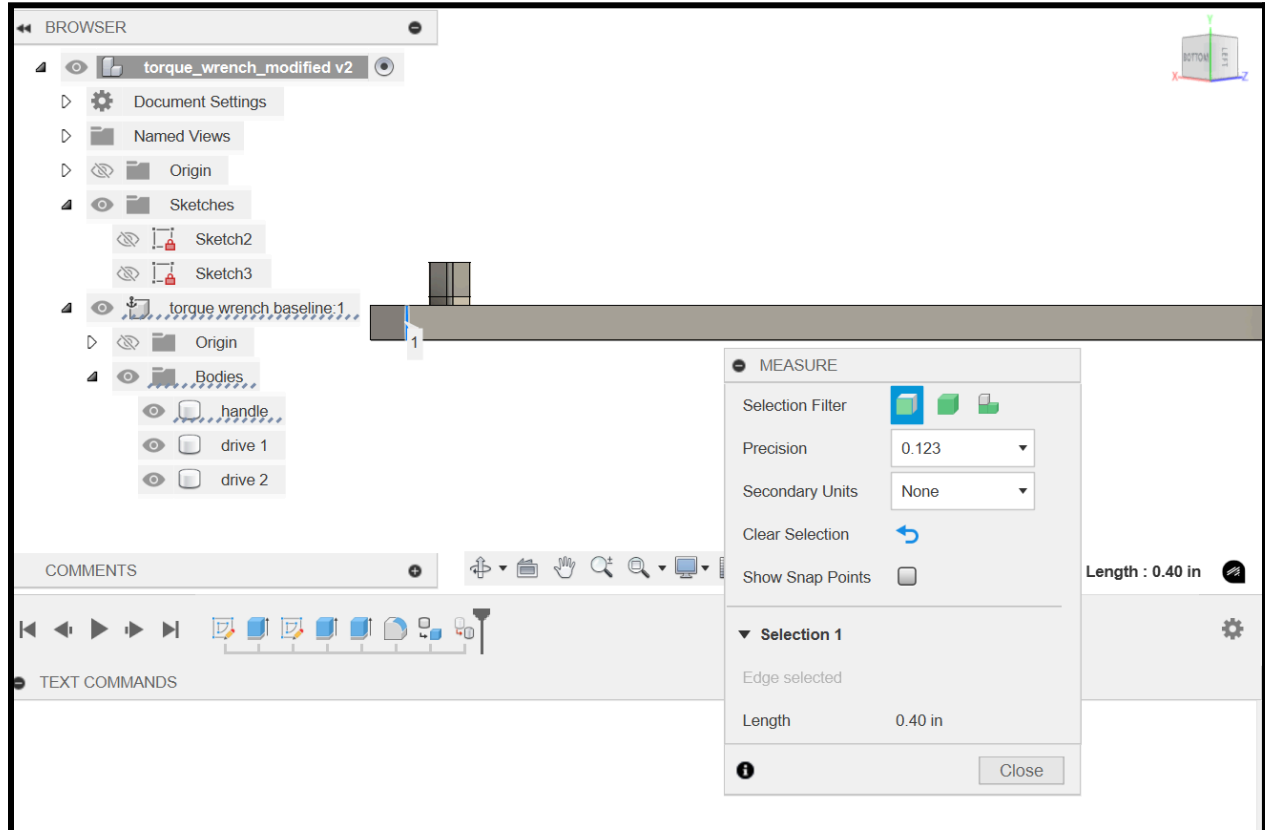 BROWSER
torque_wrench_modified v2
Document Settings
Named Views
Origin
Sketches
Sketch2
Sketch3
torque wrench baseline:1
Origin
Bodies
handle
drive 1
drive 2
Y
BOTTOM
LEFT
X
Z
1
MEASURE
Selection Filter
Precision 0.123
Secondary Units None
Clear Selection
Show Snap Points
Selection 1
Edge selected
Length 0.40 in
Close
COMMENTS
Length : 0.40 in
TEXT COMMANDS